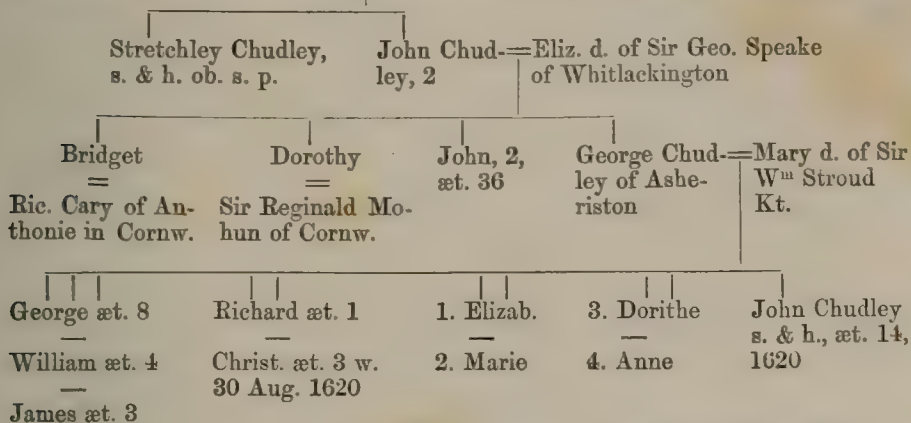 Stretchley Chudley,
s. & h. ob. s. p.
John Chud-
ley, 2
=Eliz. d. of Sir Geo. Speake
of Whitlackington
Bridget
=
Ric. Cary of An-
thonie in Cornw.
Dorothy
=
Sir Reginald Mo-
hun of Cornw.
John, 2,
æt. 36
George Chud-
ley of Ashe-
riston
=Mary d. of Sir
Wm Stroud
Kt.
George æt. 8
William æt. 4
James æt. 3
Richard æt. 1
Christ. æt. 3 w.
30 Aug. 1620
1. Elizab.
2. Marie
3. Dorithe
4. Anne
John Chudley
s. & h., æt. 14,
1620